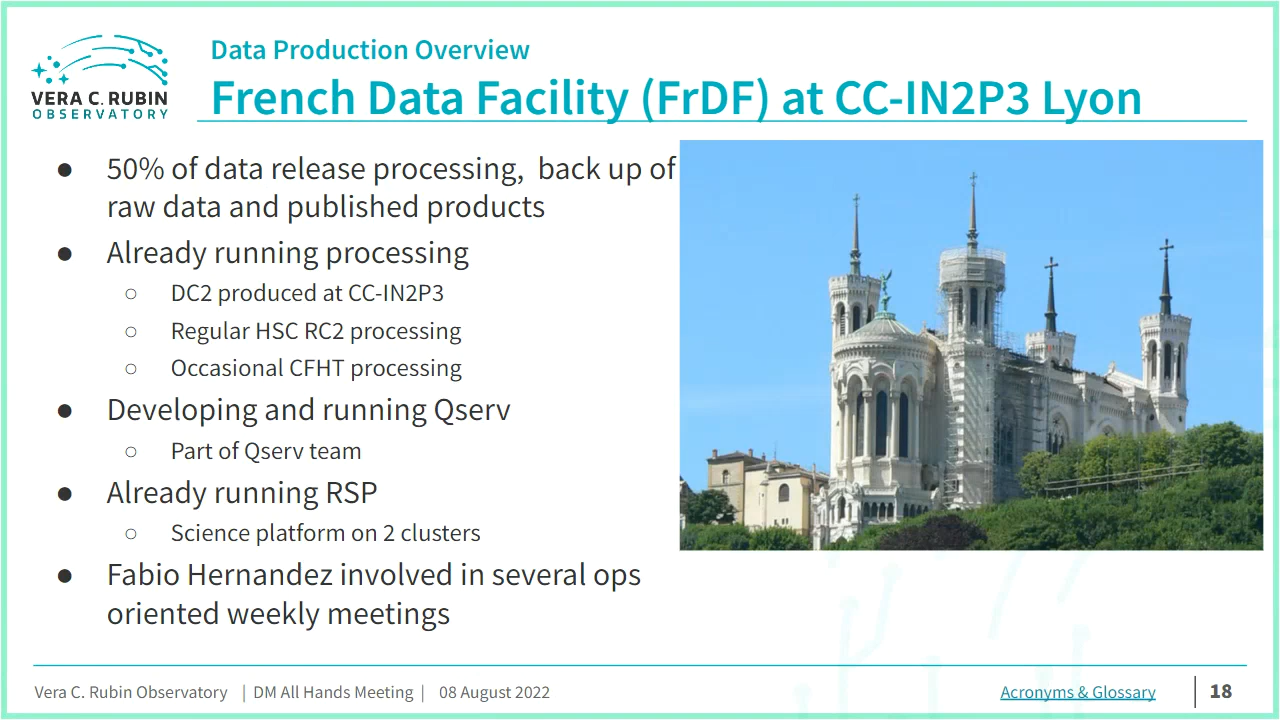 VERA C. RUBIN
OBSERVATORY
Data Production Overview
French Data Facility (FrDF) at CC-IN2P3 Lyon
● 50% of data release processing,  back up of
raw data and published products
● Already running processing
○ DC2 produced at CC-IN2P3
○ Regular HSC RC2 processing
○ Occasional CFHT processing
● Developing and running Qserv
○ Part of Qserv team
● Already running RSP
○ Science platform on 2 clusters
● Fabio Hernandez involved in several ops
oriented weekly meetings
Vera C. Rubin Observatory | DM All Hands Meeting | 08 August 2022
Acronyms & Glossary | 18